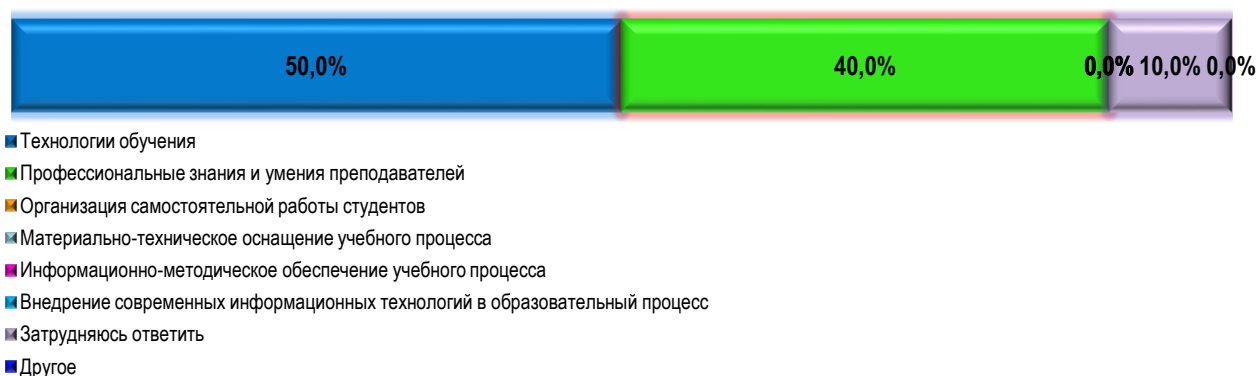 50,0% 40,0% 0,0% 10,0% 0,0%
Технологии обучения
Профессиональные знания и умения преподавателей
Организация самостоятельной работы студентов
Материально-техническое оснащение учебного процесса
Информационно-методическое обеспечение учебного процесса
Внедрение современных информационных технологий в образовательный процесс
Затрудняюсь ответить
Другое